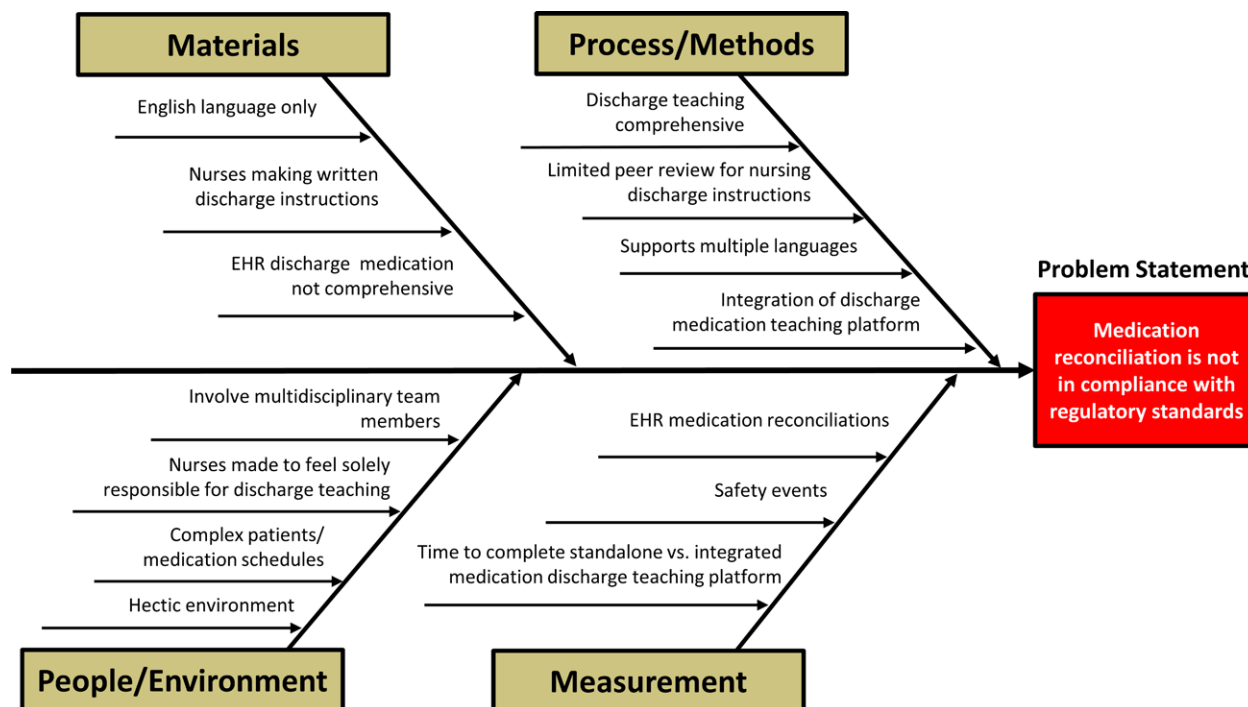 Materials
English language only
Nurses making written
discharge instructions
EHR discharge medication
not comprehensive
Process/Methods
Discharge teaching
comprehensive
Limited peer review for nursing
discharge instructions
Supports multiple languages
Integration of discharge
medication teaching platform
Problem Statement
Medication
reconciliation is not
in compliance with
regulatory standards
Involve multidisciplinary team
members
Nurses made to feel solely
responsible for discharge teaching
Complex patients/
medication schedules
Hectic environment
People/Environment
EHR medication reconciliations
Safety events
Time to complete standalone vs. integrated
medication discharge teaching platform
Measurement